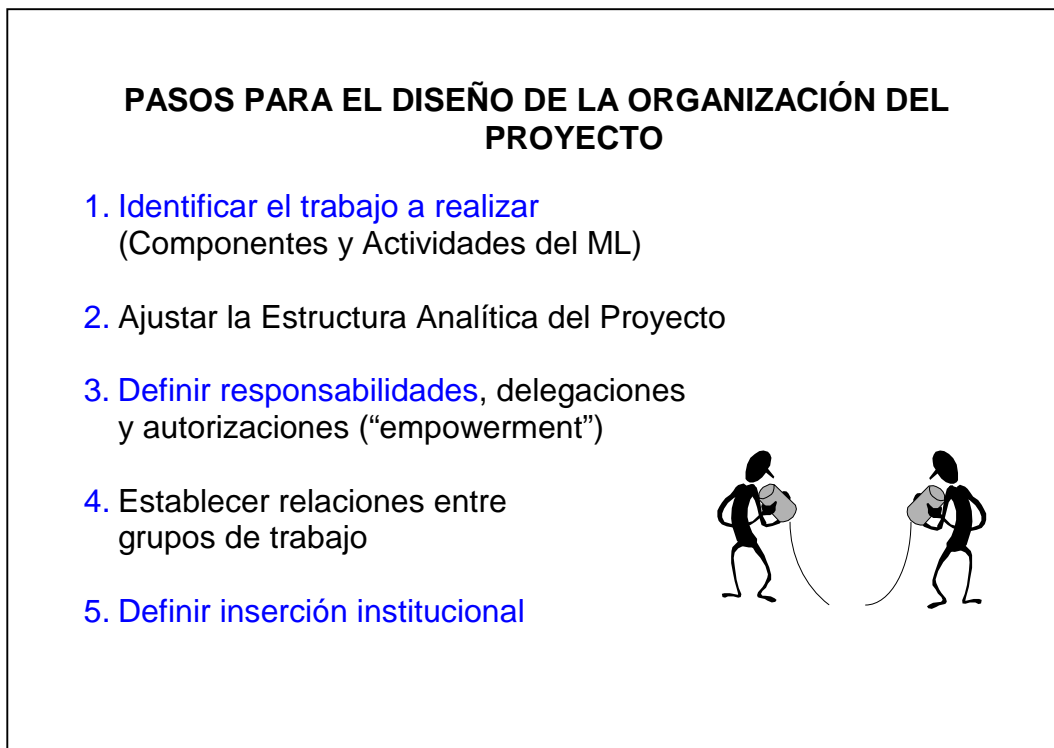 PASOS PARA EL DISEÑO DE LA ORGANIZACIÓN DEL
PROYECTO
1. Identificar el trabajo a realizar
(Componentes y Actividades del ML)
2. Ajustar la Estructura Analítica del Proyecto
3. Definir responsabilidades, delegaciones
y autorizaciones (“empowerment”)
4. Establecer relaciones entre
grupos de trabajo
5. Definir inserción institucional